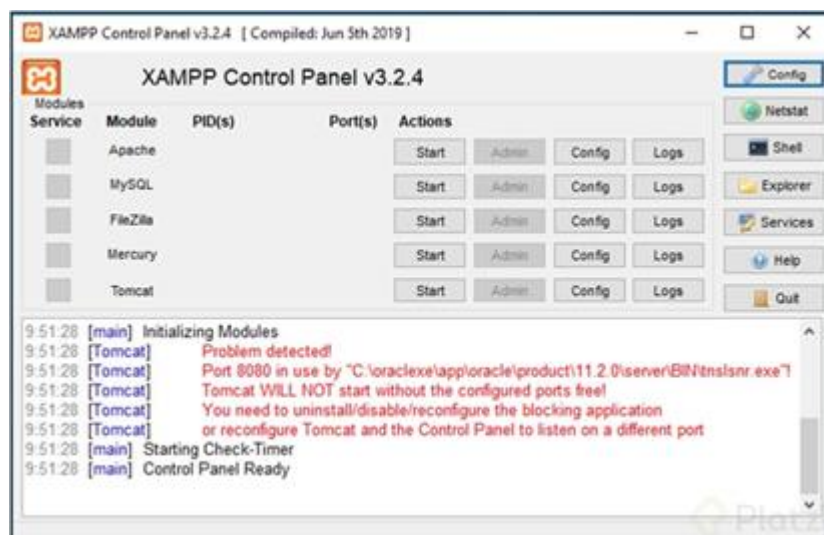 XAMPP Control Panel v3.2.4 [ Compiled: Jun 5th 2019 ]
XAMPP Control Panel v3.2.4
Config
Modules
Service Module PID(s) Port(s) Actions
Netstat
Apache Start Admin Config Logs
Shell
MySQL Start Admin Config Logs
Explorer
FileZilla Start Admin Config Logs
Services
Mercury Start Admin Config Logs
Help
Tomcat Start Admin Config Logs
Quit
9:51:28 [main] Initializing Modules
9:51:28 [Tomcat] Problem detected!
9:51:28 [Tomcat] Port 8080 in use by "C:\oraclexe\app\oracle\product\11.2.0\server\BIN\tnslsnr.exe"!
9:51:28 [Tomcat] Tomcat WILL NOT start without the configured ports free!
9:51:28 [Tomcat] You need to uninstall/disable/reconfigure the blocking application
9:51:28 [Tomcat] or reconfigure Tomcat and the Control Panel to listen on a different port
9:51:28 [main] Starting Check-Timer
9:51:28 [main] Control Panel Ready
Platz